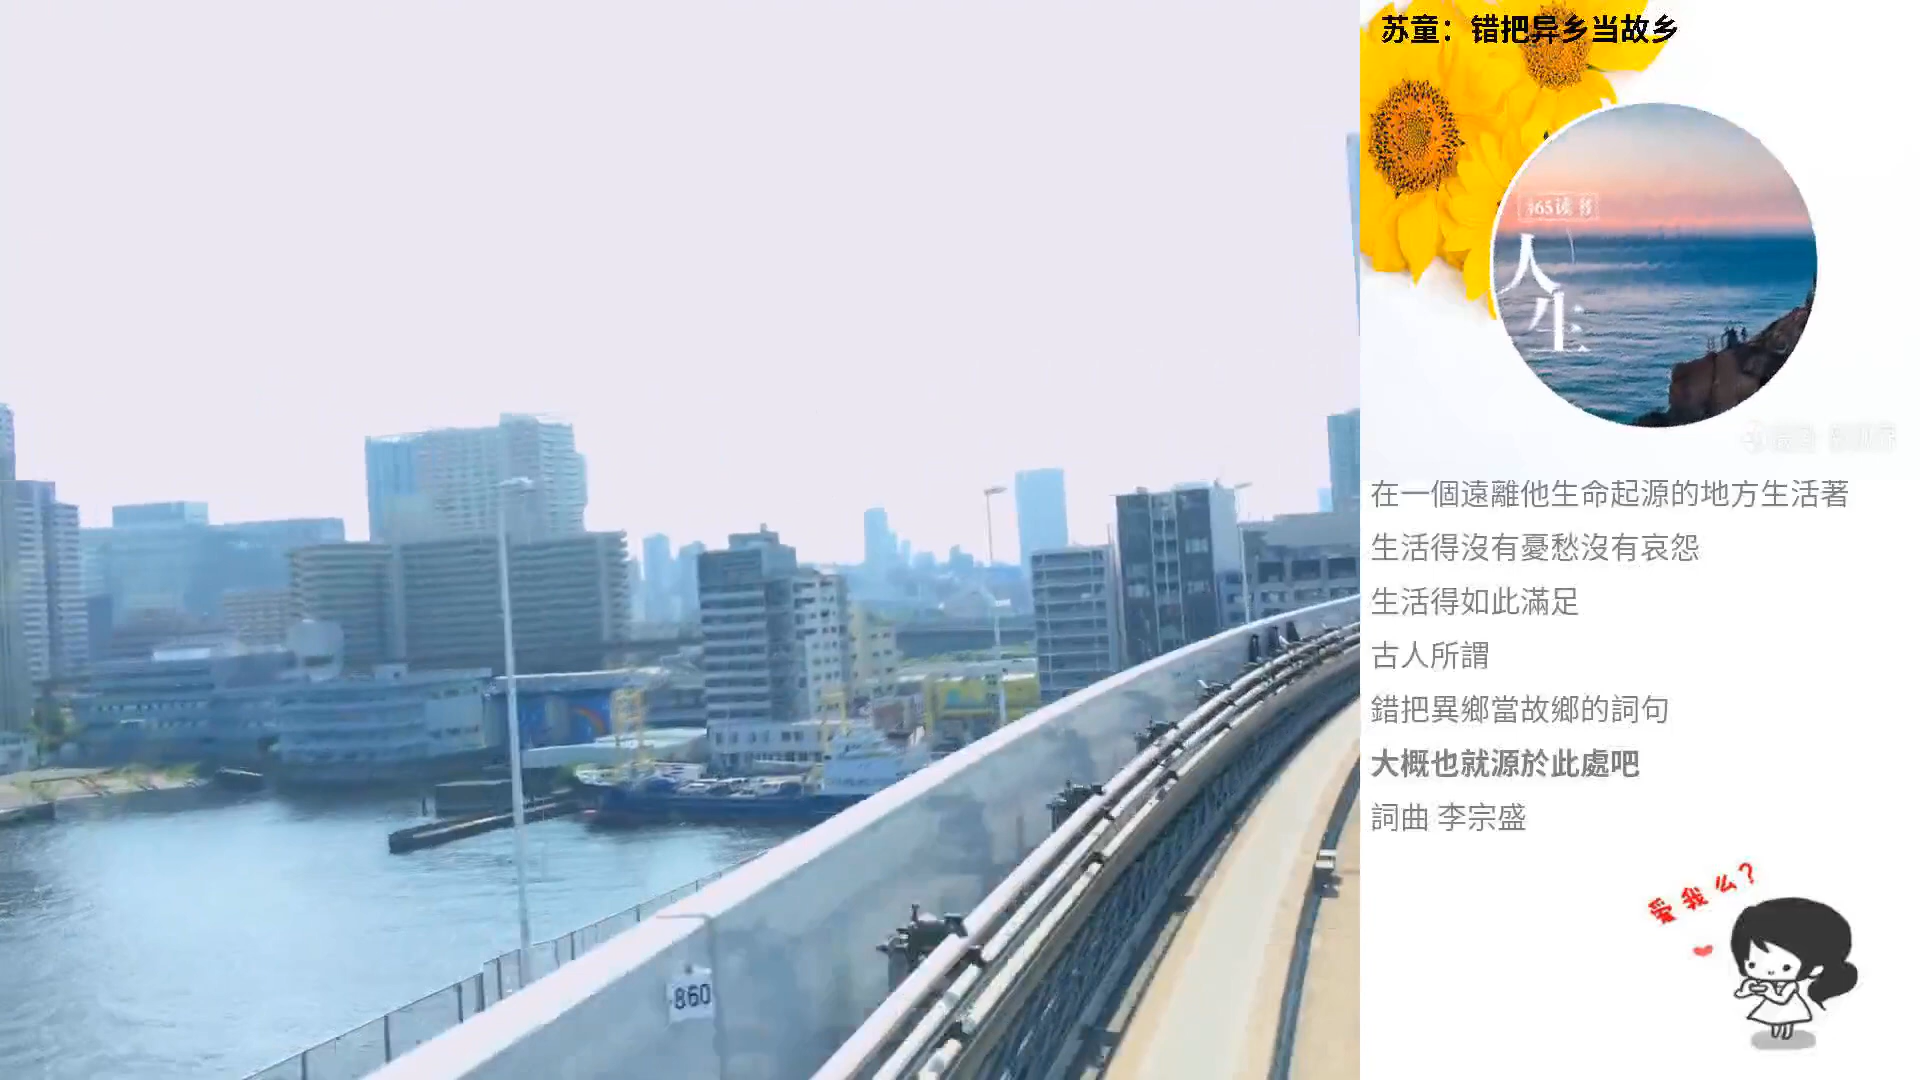 苏童：错把异乡当故乡
365读书
人生
在一個遠離他生命起源的地方生活著
生活得沒有憂愁沒有哀怨
生活得如此滿足
古人所謂
錯把異鄉當故鄉的詞句
大概也就源於此處吧
詞曲 李宗盛
爱我么？
860